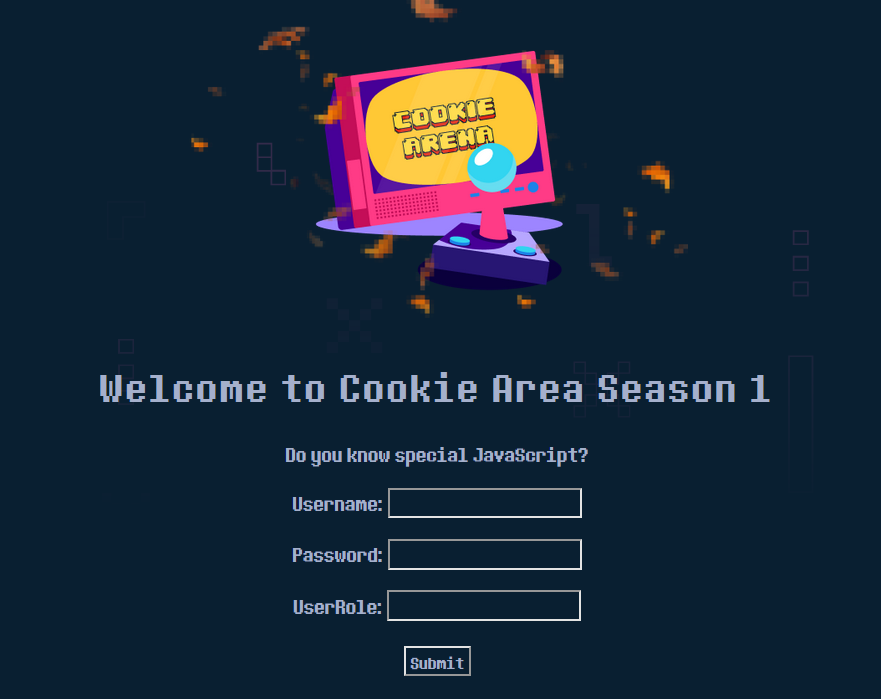 COOKIE
ARENA
Welcome to Cookie Area Season 1
Do you know special JavaScript?
Username:
Password:
UserRole:
Submit